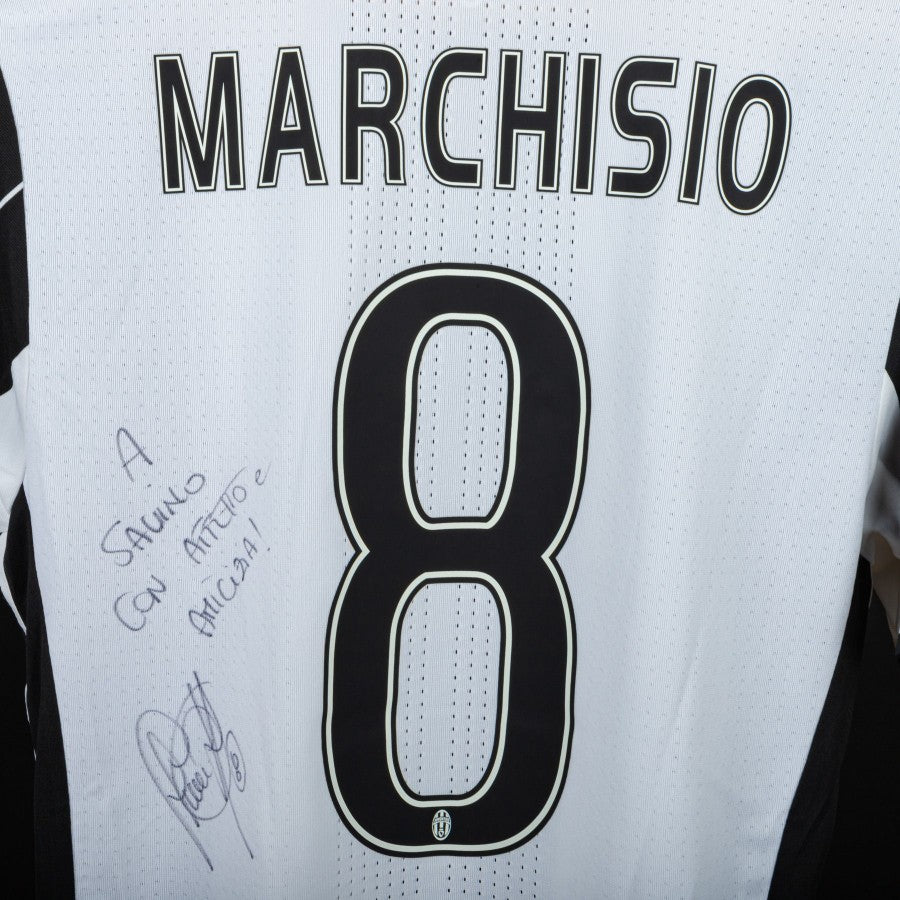 MARCHISIO
8
A
SAVINO
CON AFFETTO e
AMICIZIA!